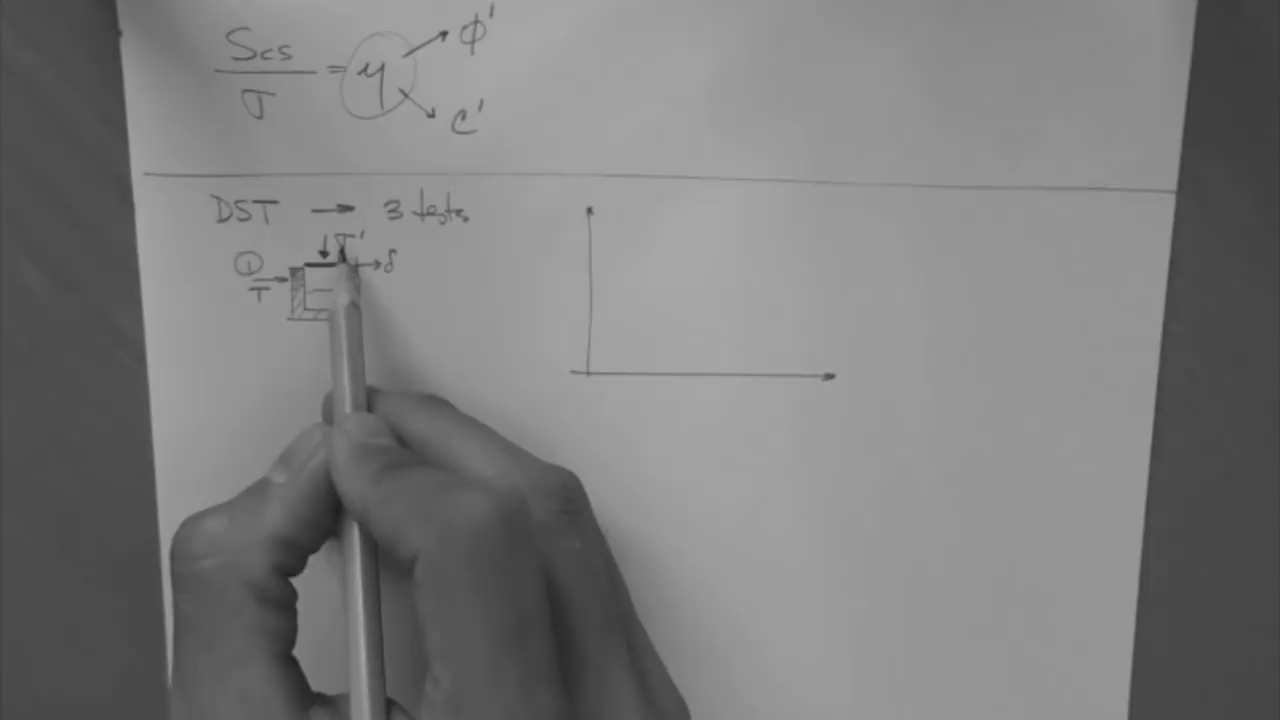 Scs / σ = η → φ'
→ c'
DST → 3 tests
① ↓ σ' → δ
T →